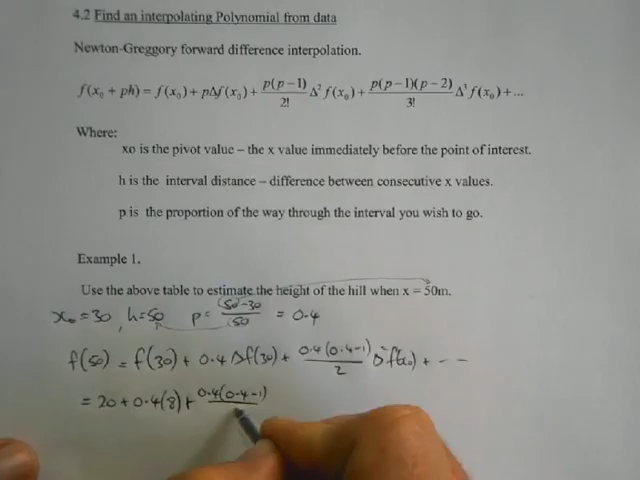 4.2 Find an interpolating Polynomial from data
Newton-Greggory forward difference interpolation.
f(x₀ + ph) = f(x₀) + pΔf(x₀) + p(p−1)/2! Δ² f(x₀) + p(p−1)(p−2)/3! Δ³ f(x₀) + ...
Where:
xo is the pivot value – the x value immediately before the point of interest.
h is the interval distance – difference between consecutive x values.
p is the proportion of the way through the interval you wish to go.
Example 1.
Use the above table to estimate the height of the hill when x = 50m.
x₀ = 30, h = 50 p = (50−30)/50 = 0.4
f(50) = f(30) + 0.4 Δf(30) + 0.4(0.4−1)/2 Δ²f(x₀) + ---
= 20 + 0.4(8) + 0.4(0.4−1)